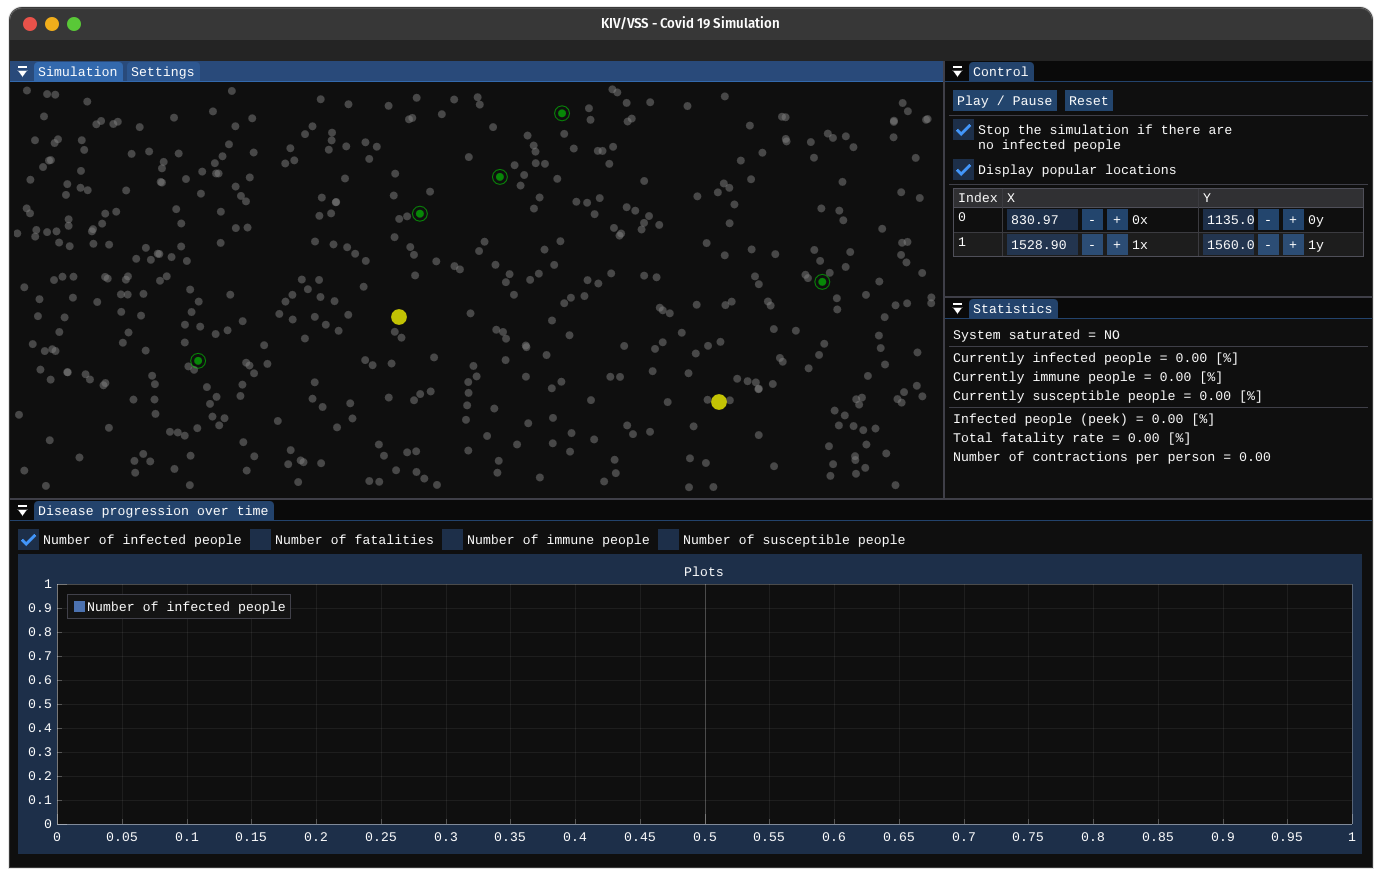 KIV/VSS - Covid 19 Simulation
Simulation Settings
Control
Play / Pause Reset
Stop the simulation if there are
no infected people
Display popular locations
Index X Y
0 830.97 - + 0x 1135.0 - + 0y
1 1528.90 - + 1x 1560.0 - + 1y
Statistics
System saturated = NO
Currently infected people = 0.00 [%]
Currently immune people = 0.00 [%]
Currently susceptible people = 0.00 [%]
Infected people (peek) = 0.00 [%]
Total fatality rate = 0.00 [%]
Number of contractions per person = 0.00
Disease progression over time
Number of infected people Number of fatalities Number of immune people Number of susceptible people
Plots
Number of infected people
1
0.9
0.8
0.7
0.6
0.5
0.4
0.3
0.2
0.1
0
0 0.05 0.1 0.15 0.2 0.25 0.3 0.35 0.4 0.45 0.5 0.55 0.6 0.65 0.7 0.75 0.8 0.85 0.9 0.95 1